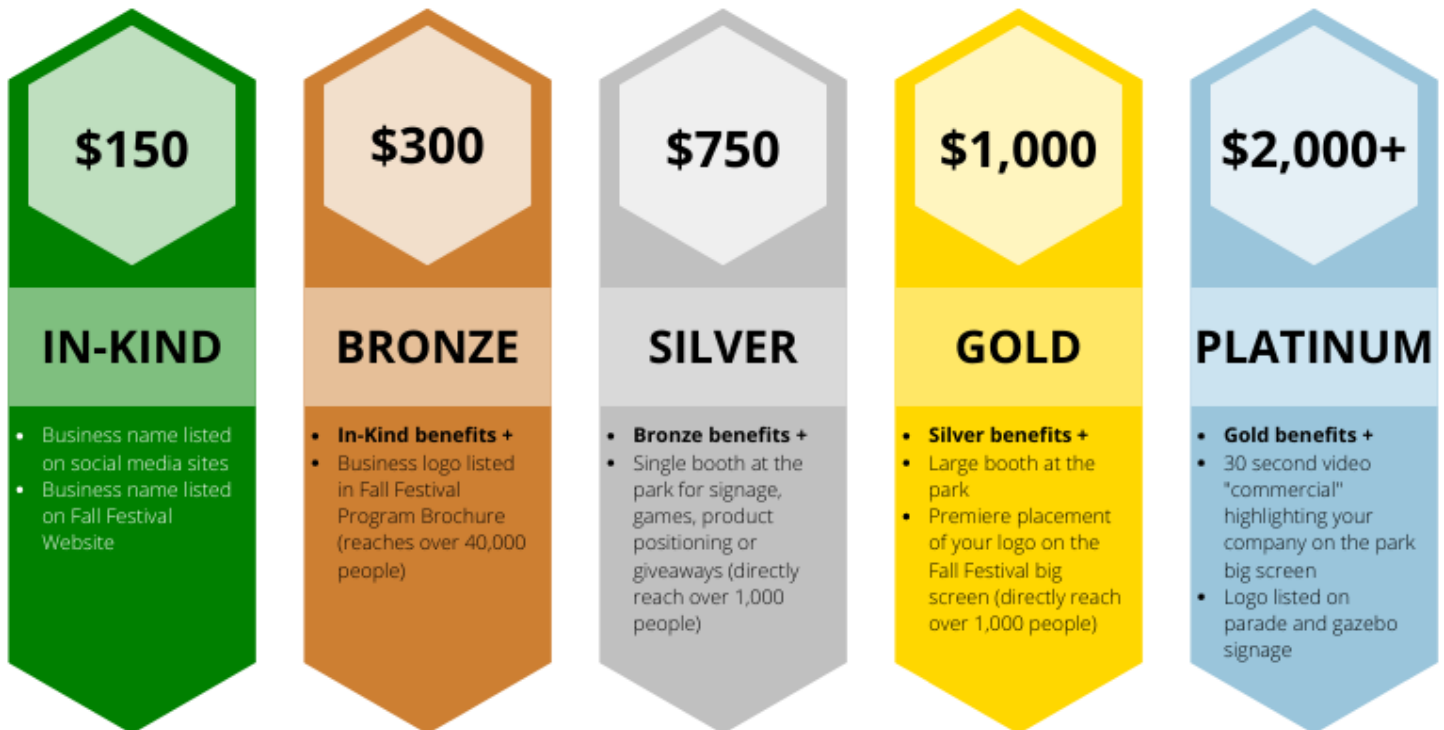 $150
IN-KIND
• Business name listed
on social media sites
• Business name listed
on Fall Festival
Website
$300
BRONZE
• In-Kind benefits +
• Business logo listed
in Fall Festival
Program Brochure
(reaches over 40,000
people)
$750
SILVER
• Bronze benefits +
• Single booth at the
park for signage,
games, product
positioning or
giveaways (directly
reach over 1,000
people)
$1,000
GOLD
• Silver benefits +
• Large booth at the
park
• Premiere placement
of your logo on the
Fall Festival big
screen (directly reach
over 1,000 people)
$2,000+
PLATINUM
• Gold benefits +
• 30 second video
"commercial"
highlighting your
company on the park
big screen
• Logo listed on
parade and gazebo
signage